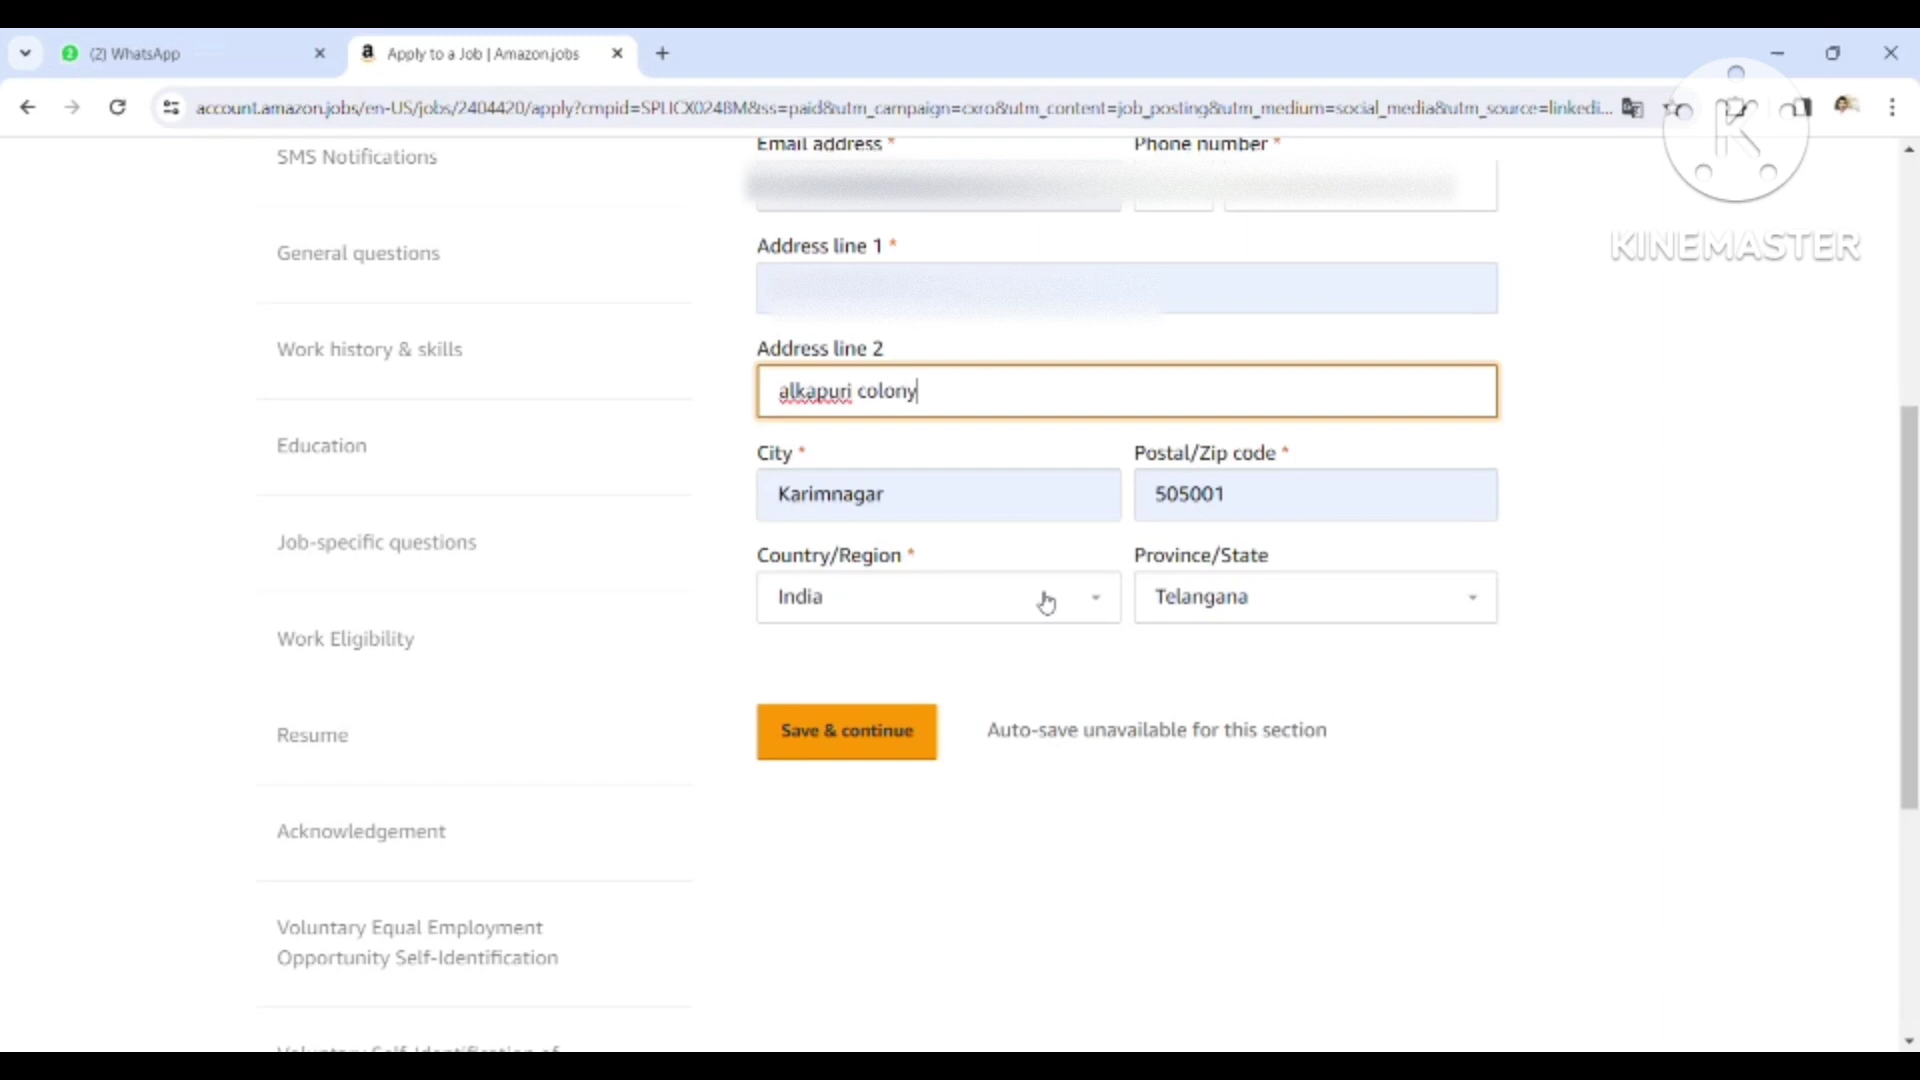 (2) WhatsApp
Apply to a Job | Amazon.jobs
account.amazon.jobs/en-US/jobs/2404420/apply?cmpid=SPLICX0248M&ss=paid&utm_campaign=cxro&utm_content=job_posting&utm_medium=social_media&utm_source=linkedi...
KINEMASTER
SMS Notifications
General questions
Work history & skills
Education
Job-specific questions
Work Eligibility
Resume
Acknowledgement
Voluntary Equal Employment
Opportunity Self-Identification
Voluntary Self-Identification of
Email address *
Phone number *
Address line 1 *
Address line 2
alkapuri colony
City *
Postal/Zip code *
Karimnagar
505001
Country/Region *
Province/State
India
Telangana
Save & continue
Auto-save unavailable for this section